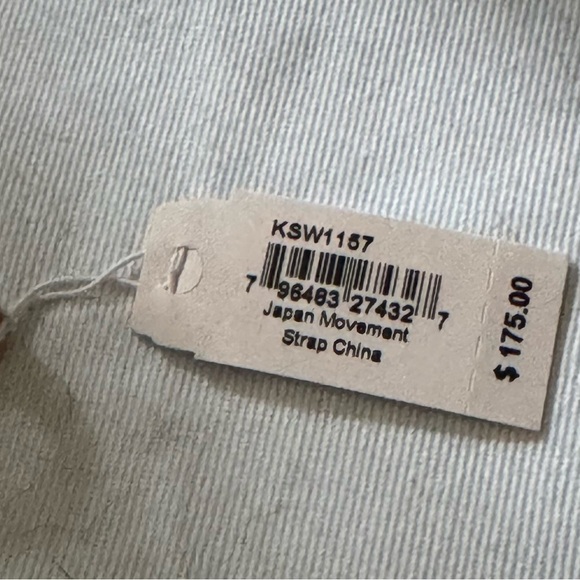 KSW1157
7 96483 27432 7
Japan Movement
Strap China
$ 175.00